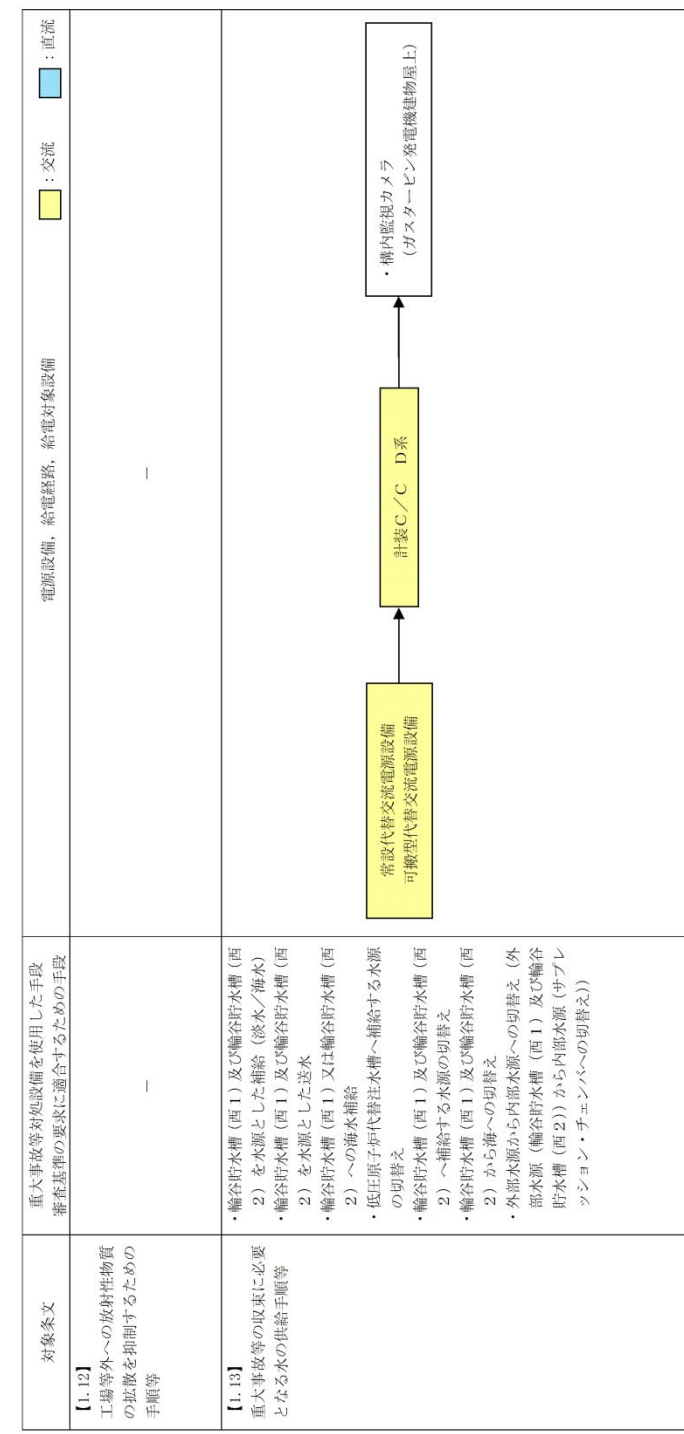 対象条文
重大事故等対処設備を使用した手段
審査基準の要求に適合するための手段
電源設備，給電経路，給電対象設備
：交流
：直流
【1.12】
工場等外への放射性物質
の拡散を抑制するための
手順等
－
－
【1.13】
重大事故等の収束に必要
となる水の供給手順等
・輪谷貯水槽（西１）及び輪谷貯水槽（西
２）を水源とした補給（淡水／海水）
・輪谷貯水槽（西１）及び輪谷貯水槽（西
２）を水源とした送水
・輪谷貯水槽（西１）又は輪谷貯水槽（西
２）への海水補給
・低圧原子炉代替注水槽へ補給する水源
の切替え
・輪谷貯水槽（西１）及び輪谷貯水槽（西
２）へ補給する水源の切替え
・輪谷貯水槽（西１）及び輪谷貯水槽（西
２）から海への切替え
・外部水源から内部水源への切替え（外
部水源（輪谷貯水槽（西１）及び輪谷
貯水槽（西２））から内部水源（サプレ
ッション・チェンバへの切替え））
常設代替交流電源設備
可搬型代替交流電源設備
計装Ｃ／Ｃ　Ｄ系
・構内監視カメラ
（ガスタービン発電機建物屋上）